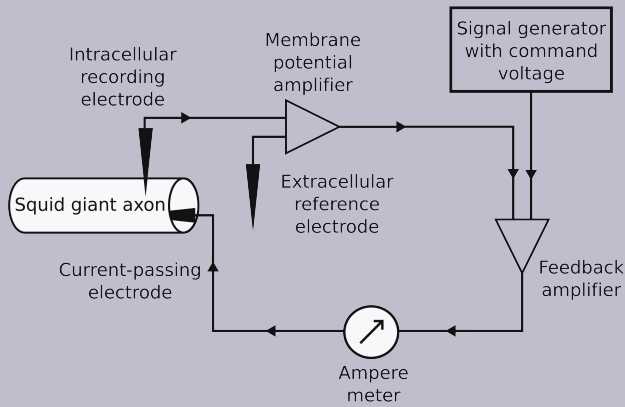 Signal generator
with command
voltage
Membrane
potential
amplifier
Intracellular
recording
electrode
Extracellular
reference
electrode
Squid giant axon
Current-passing
electrode
Feedback
amplifier
Ampere
meter